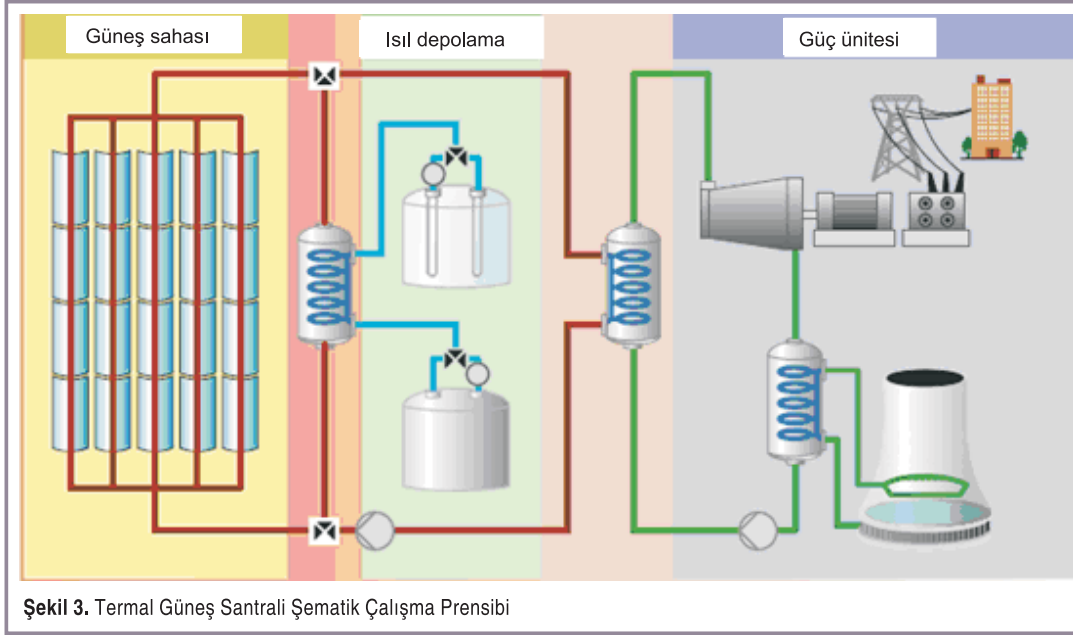 Güneş sahası
Isıl depolama
Güç ünitesi
Şekil 3. Termal Güneş Santrali Şematik Çalışma Prensibi